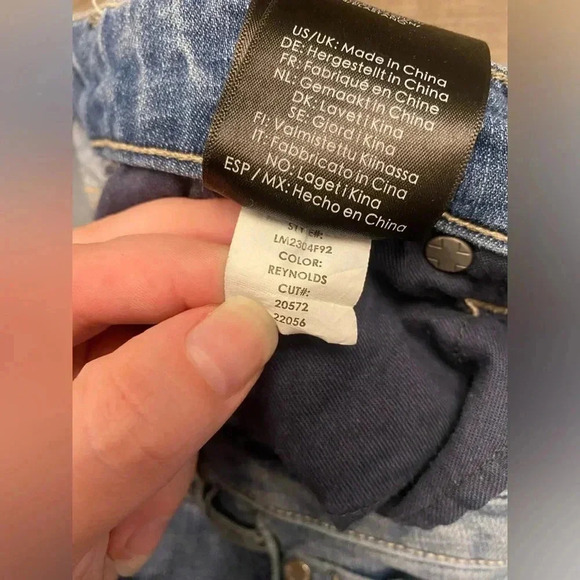 US/UK: Made in China
DE: Hergestellt in China
FR: Fabriqué en Chine
NL: Gemaakt in China
DK: Lavet i Kina
SE: Gjord i Kina
FI: Valmistettu Kiinassa
IT: Fabbricato in Cina
NO: Laget i Kina
ESP / MX: Hecho en China
STYLE#:
LM2304F92
COLOR:
REYNOLDS
CUT#:
20572
22056